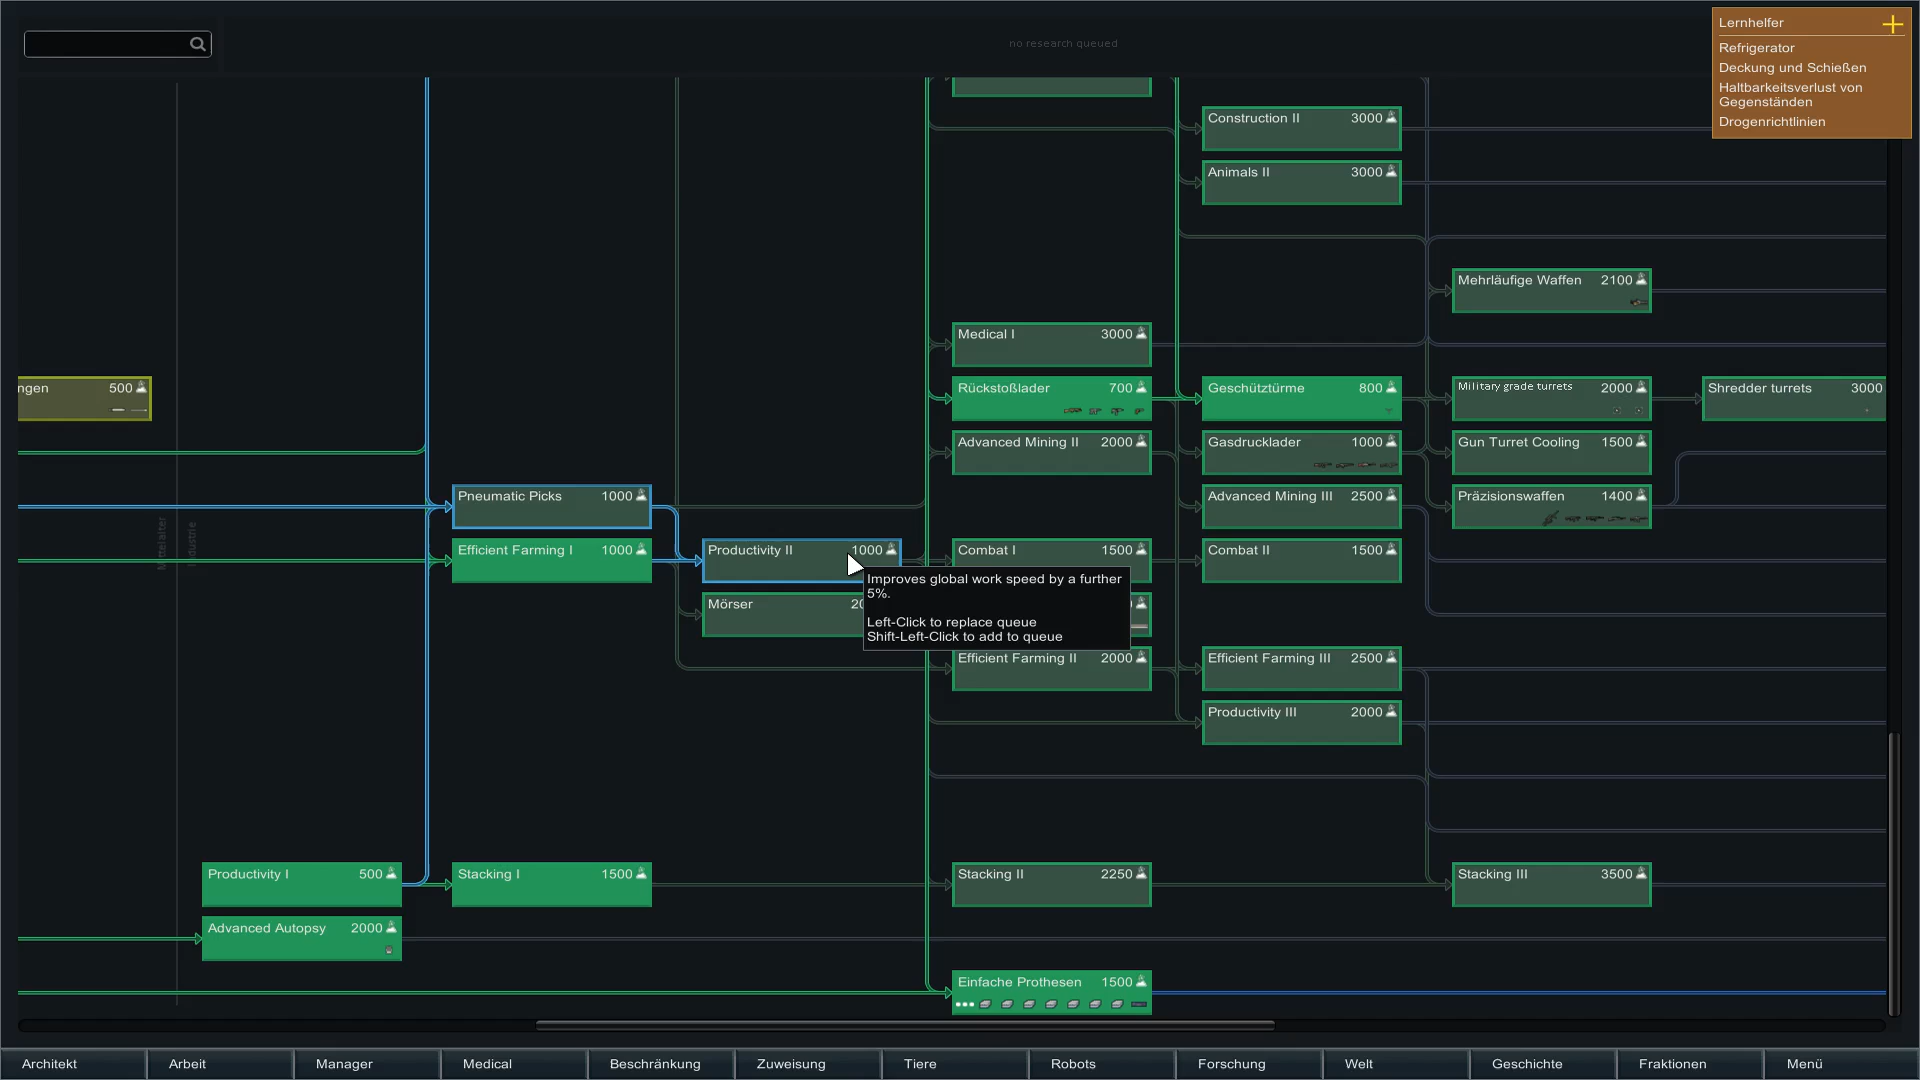 no research queued
Lernhelfer
Refrigerator
Deckung und Schießen
Haltbarkeitsverlust von
Gegenständen
Drogenrichtlinien
Construction II 3000
Animals II 3000
Mehrläufige Waffen 2100
Medical I 3000
ngen 500
Rückstoßlader 700
Geschütztürme 800
Military grade turrets 2000
Shredder turrets 3000
Advanced Mining II 2000
Gasdrucklader 1000
Gun Turret Cooling 1500
Pneumatic Picks 1000
Advanced Mining III 2500
Präzisionswaffen 1400
Mittelalter
Industrie
Efficient Farming I 1000
Productivity II 1000
Combat I 1500
Combat II 1500
Improves global work speed by a further
5%.
Left-Click to replace queue
Shift-Left-Click to add to queue
Mörser 20
Efficient Farming II 2000
Efficient Farming III 2500
Productivity III 2000
Productivity I 500
Stacking I 1500
Stacking II 2250
Stacking III 3500
Advanced Autopsy 2000
Einfache Prothesen 1500
Architekt
Arbeit
Manager
Medical
Beschränkung
Zuweisung
Tiere
Robots
Forschung
Welt
Geschichte
Fraktionen
Menü